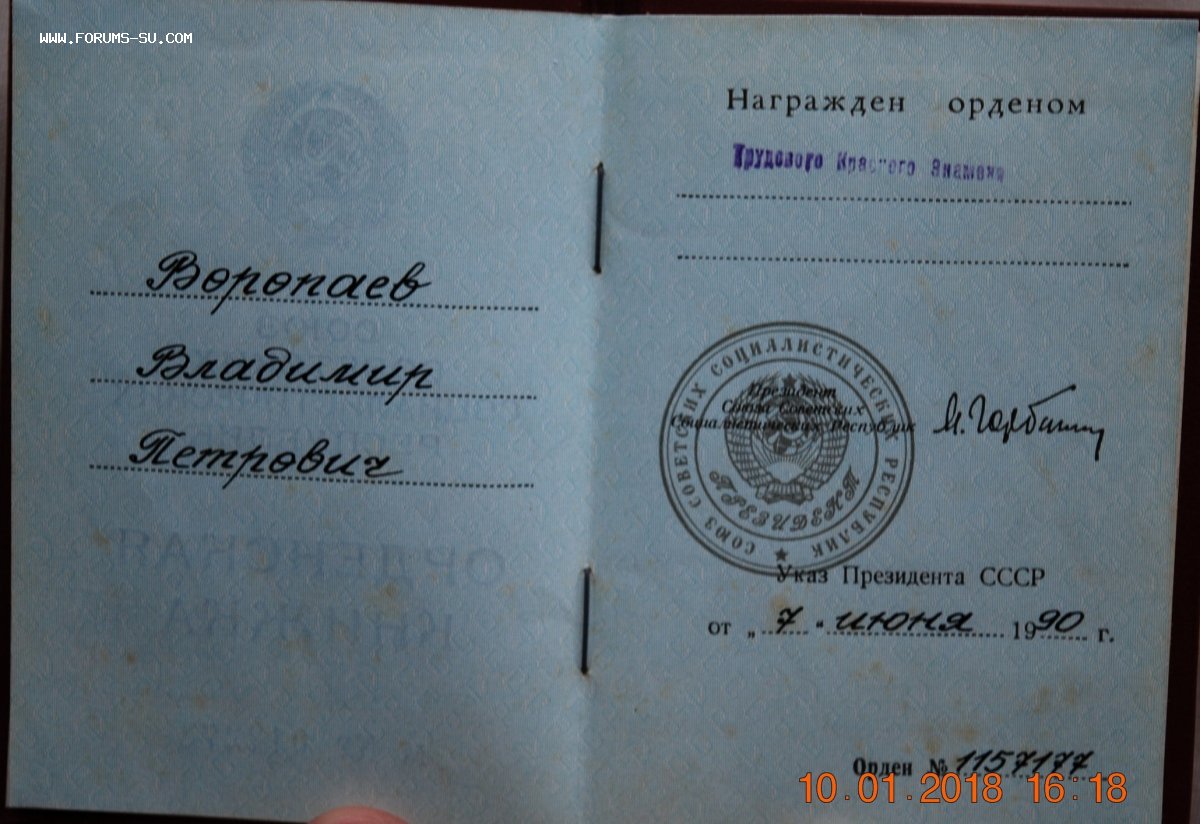 www.forums-su.com
Воропаев
Владимир
Петрович
ОРДЕНСКАЯ
КНИЖКА
Награжден орденом
Трудового Красного Знамени
СОЮЗ СОВЕТСКИХ СОЦИАЛИСТИЧЕСКИХ РЕСПУБЛИК
Президент
Союза Советских
Социалистических Республик
М. Горбачев
ПРЕЗИДЕНТ
Указ Президента СССР
от „ 7 " июня 1990 г.
Орден № 1157177
10.01.2018 16:18